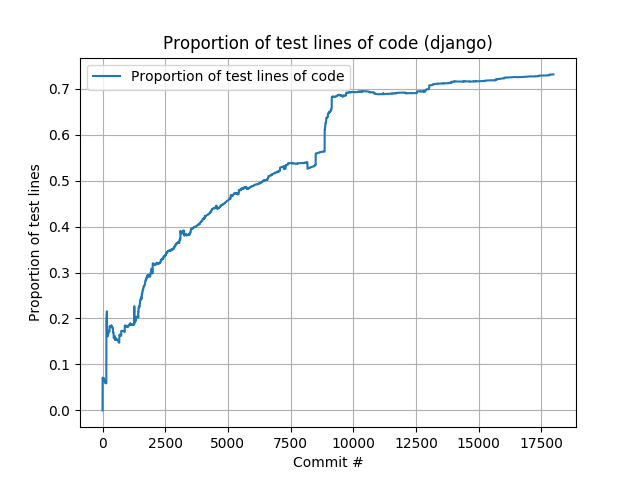 Proportion of test lines of code (django)
Proportion of test lines of code
Proportion of test lines
0.7
0.6
0.5
0.4
0.3
0.2
0.1
0.0
0 2500 5000 7500 10000 12500 15000 17500
Commit #